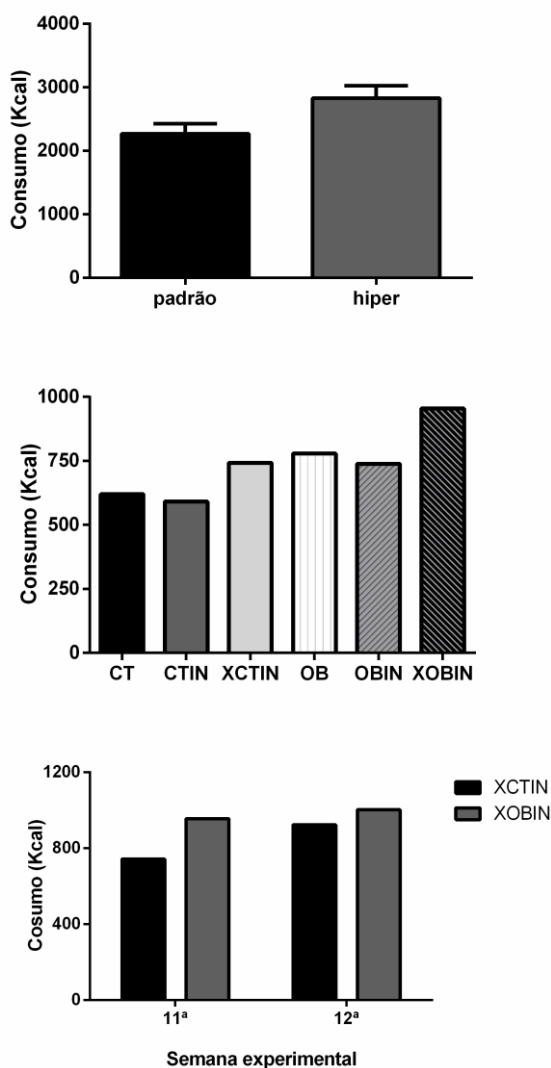 4000
3000
2000
1000
0
Consumo (Kcal)
padrão hiper
1000
750
500
250
0
Consumo (Kcal)
CT CTIN XCTIN OB OBIN XOBIN
1200
800
400
0
Cosumo (Kcal)
XCTIN
XOBIN
11ª 12ª
Semana experimental